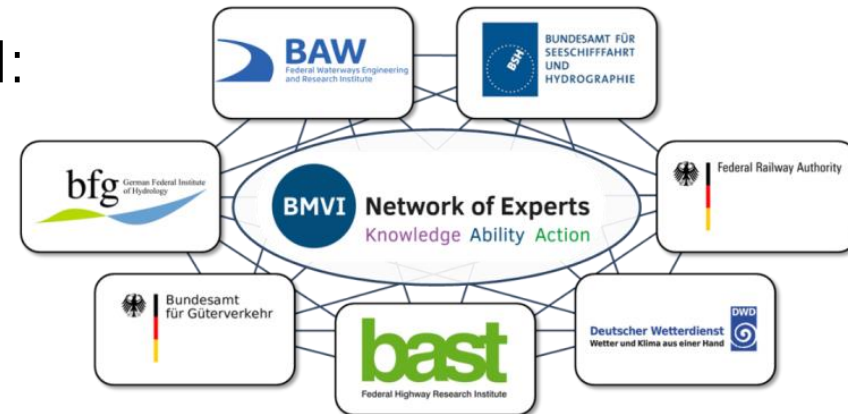 BAW
Federal Waterways Engineering
and Research Institute
BSH
BUNDESAMT FÜR
SEESCHIFFFAHRT
UND
HYDROGRAPHIE
bfg German Federal Institute
of Hydrology
BMVI Network of Experts
Knowledge Ability Action
Federal Railway Authority
Bundesamt
für Güterverkehr
bast
Federal Highway Research Institute
Deutscher Wetterdienst
Wetter und Klima aus einer Hand
DWD